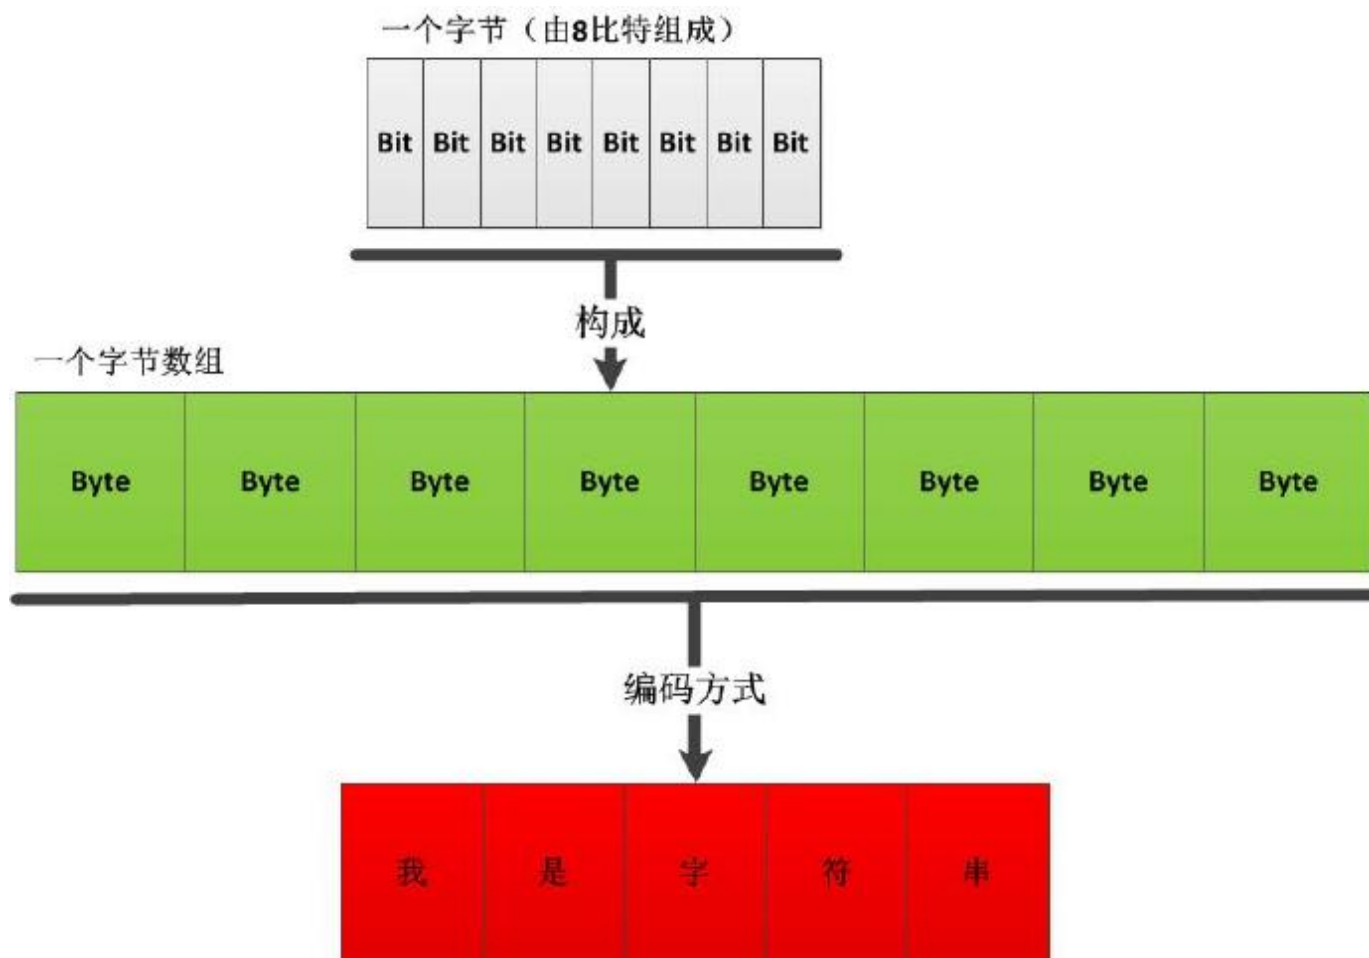 一个字节（由8比特组成）
Bit Bit Bit Bit Bit Bit Bit Bit
构成
一个字节数组
Byte Byte Byte Byte Byte Byte Byte Byte
编码方式
我 是 字 符 串